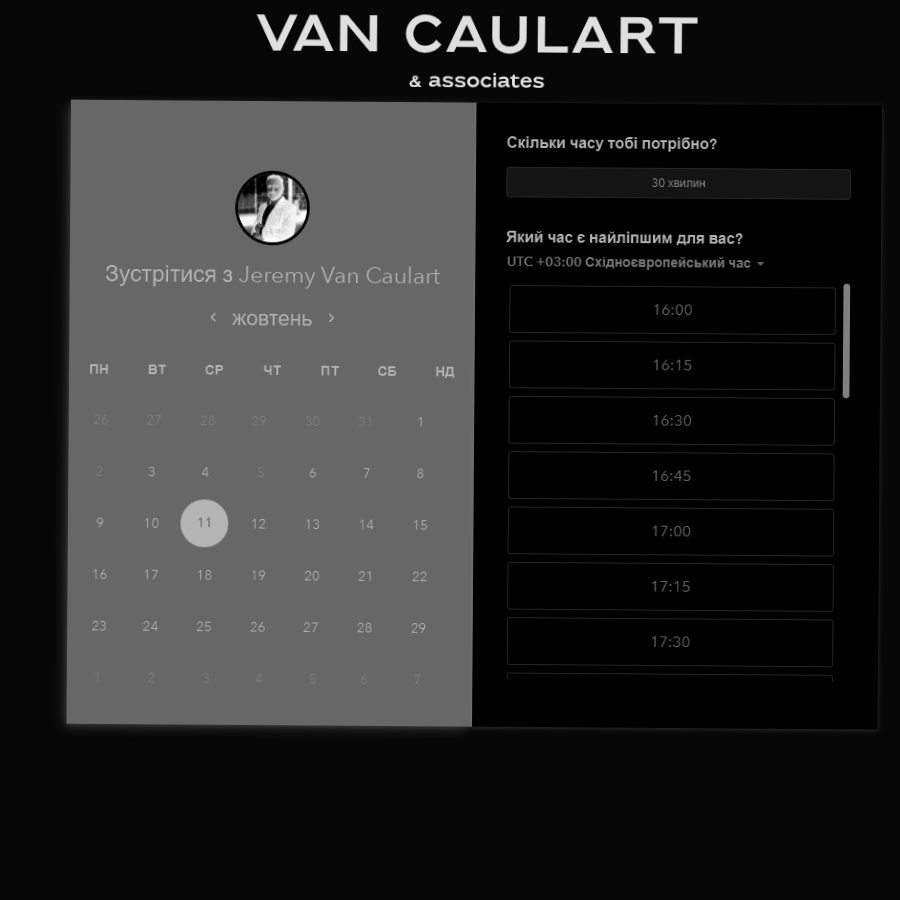 VAN CAULART
& associates
Зустрітися з Jeremy Van Caulart
жовтень
ПН ВТ СР ЧТ ПТ СБ НД
26 27 28 29 30 31 1
2 3 4 5 6 7 8
9 10 11 12 13 14 15
16 17 18 19 20 21 22
23 24 25 26 27 28 29
1 2 3 4 5 6 7
Скільки часу тобі потрібно?
30 хвилин
Який час є найліпшим для вас?
UTC +03:00 Східноєвропейський час
16:00
16:15
16:30
16:45
17:00
17:15
17:30